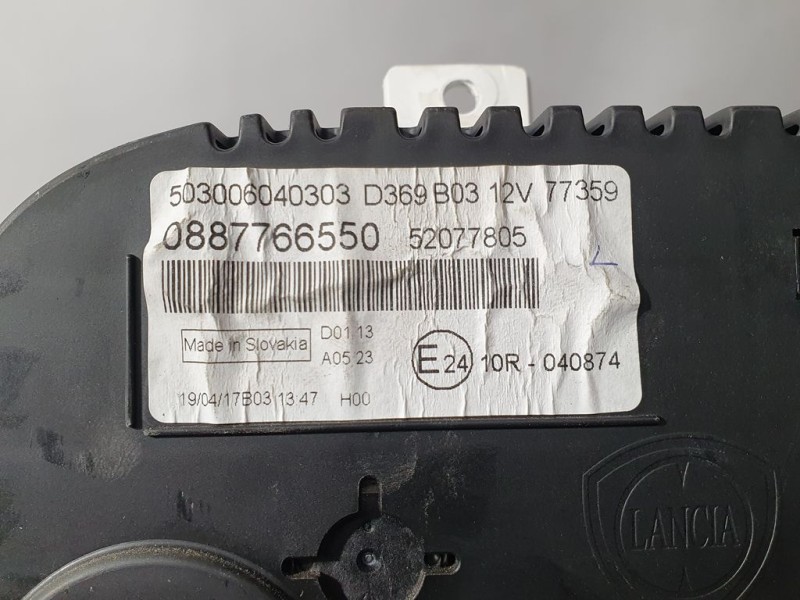 503006040303 D369 B03 12V 77359
0887766550 52077805
Made in Slovakia D01.13
A05.23
E24 10R - 040874
19/04/17B03 13:47 H00
LANCIA